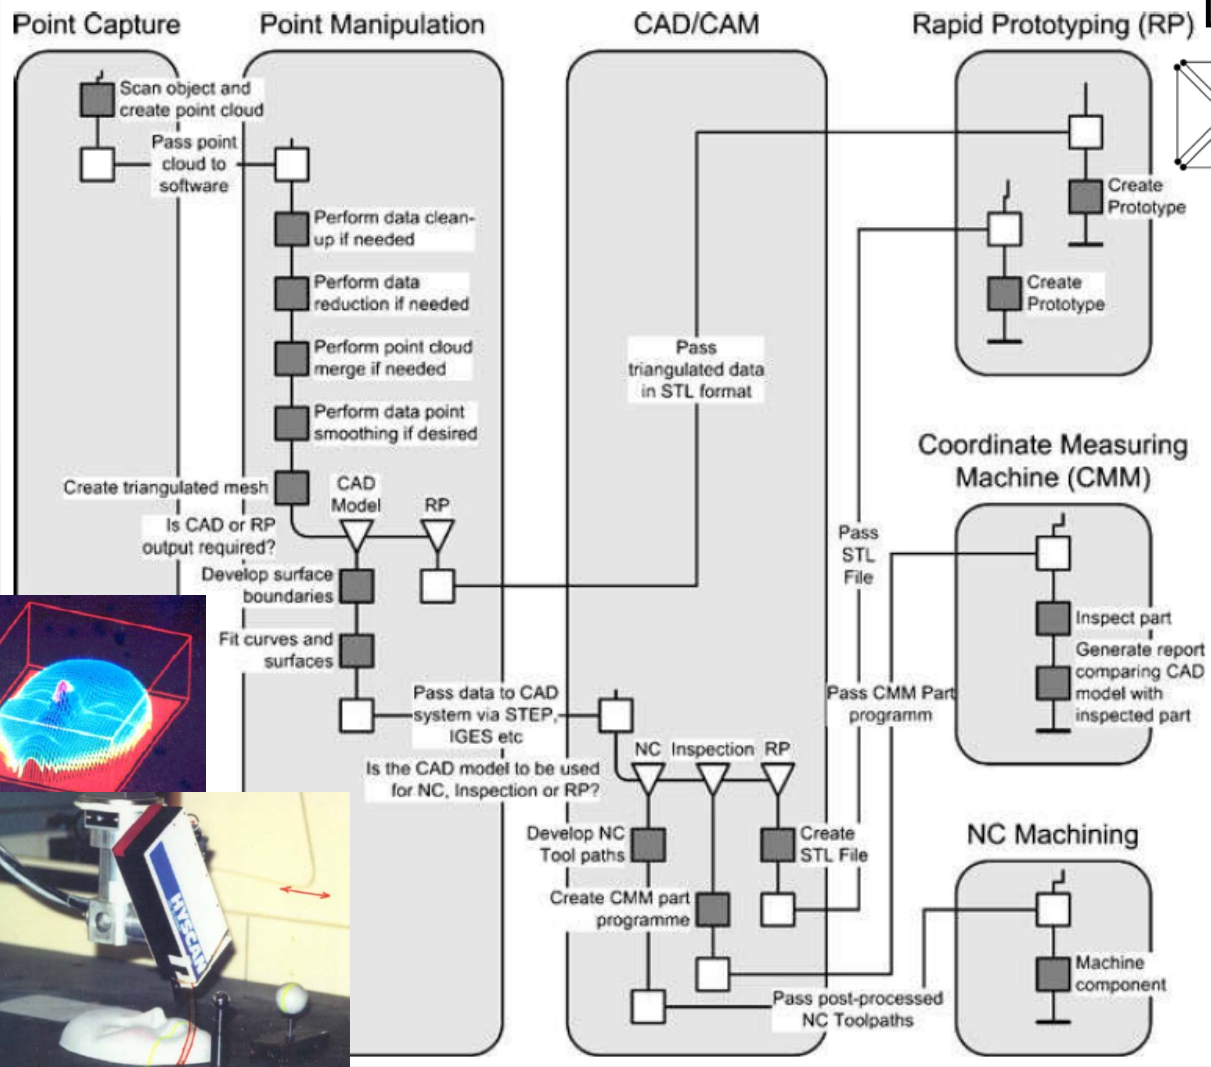 Point Capture
Point Manipulation
CAD/CAM
Rapid Prototyping (RP)
Scan object and
create point cloud
Pass point
cloud to
software
Perform data clean-
up if needed
Perform data
reduction if needed
Perform point cloud
merge if needed
Perform data point
smoothing if desired
Create triangulated mesh
CAD
Model
RP
Is CAD or RP
output required?
Develop surface
boundaries
Fit curves and
surfaces
Pass data to CAD
system via STEP,
IGES etc
Is the CAD model to be used
for NC, Inspection or RP?
NC
Inspection
RP
Develop NC
Tool paths
Create CMM part
programme
Create
STL File
Pass
triangulated data
in STL format
Pass
STL
File
Pass CMM Part
programm
Pass post-processed
NC Toolpaths
Create
Prototype
Create
Prototype
Coordinate Measuring
Machine (CMM)
Inspect part
Generate report
comparing CAD
model with
inspected part
NC Machining
Machine
component
HYSCAN